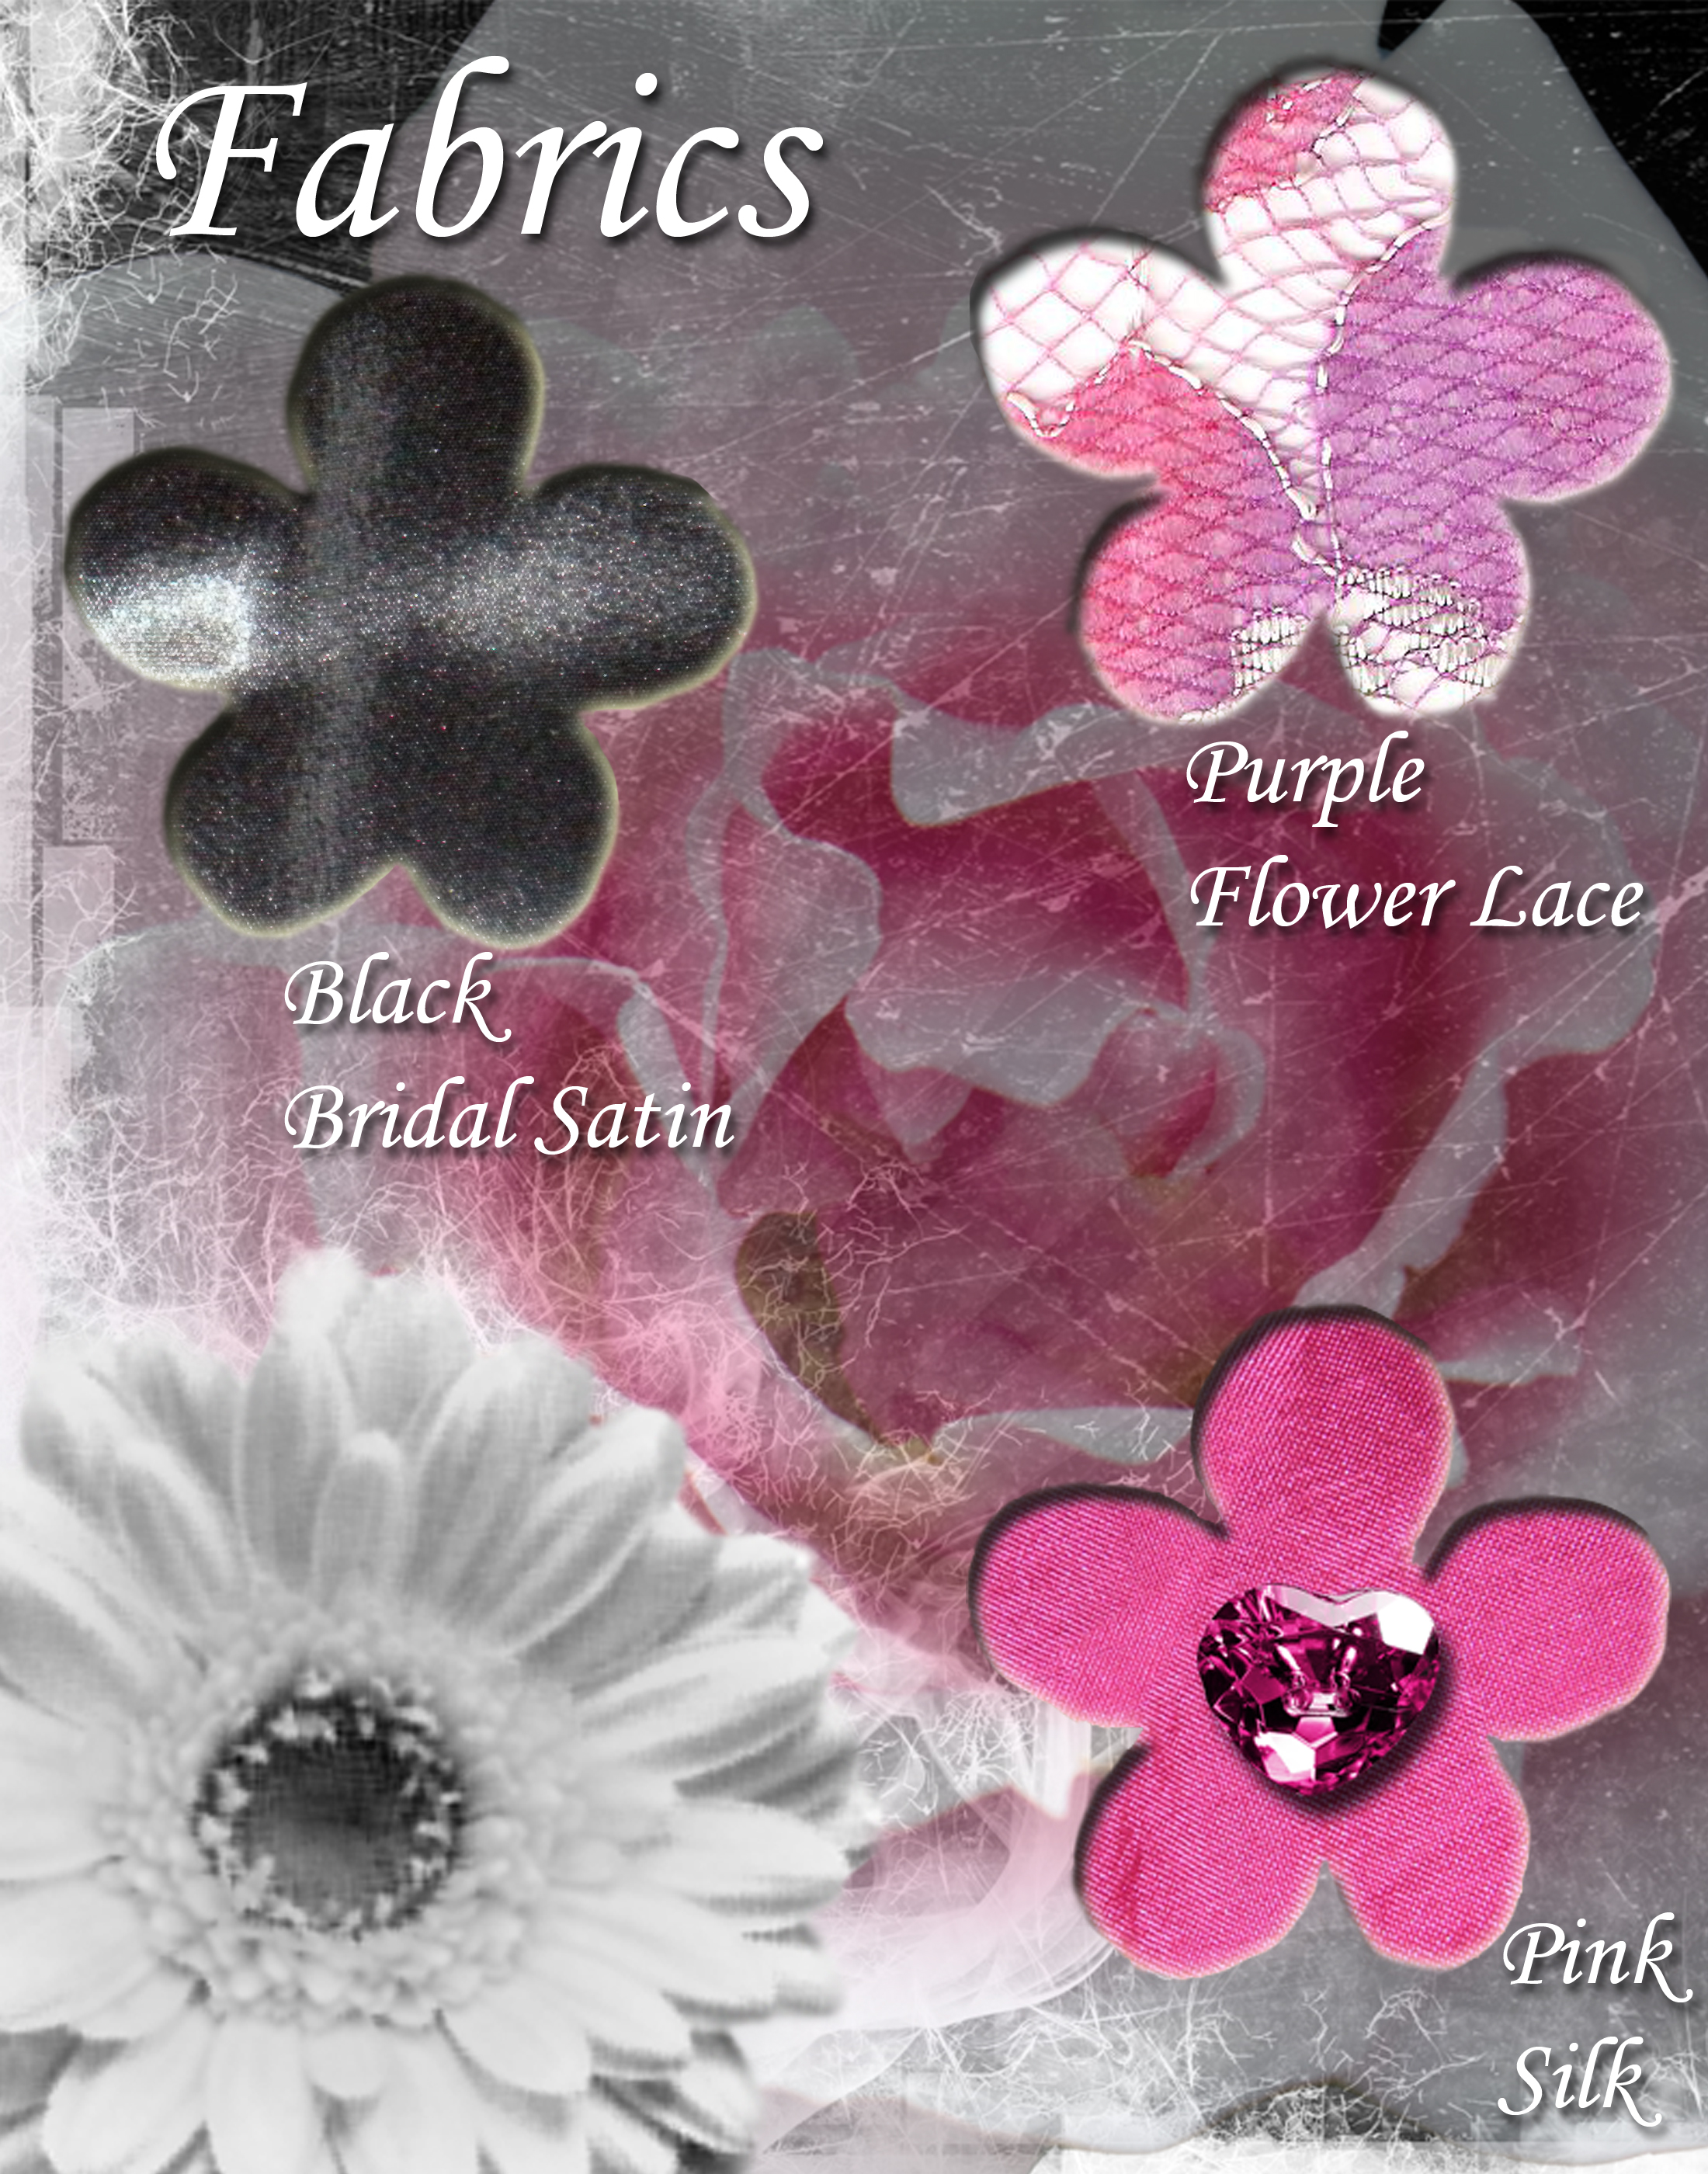 Fabrics
Purple
Flower Lace
Black
Bridal Satin
Pink
Silk